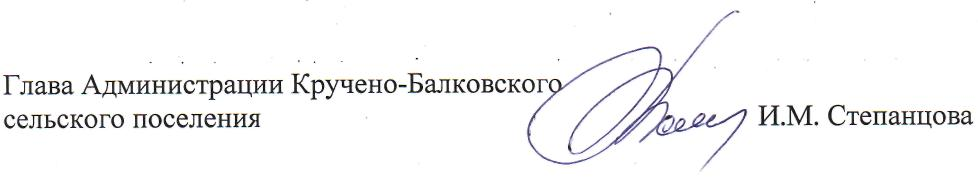 Глава Администрации Кручено-Балковского
сельского поселения И.М. Степанцова